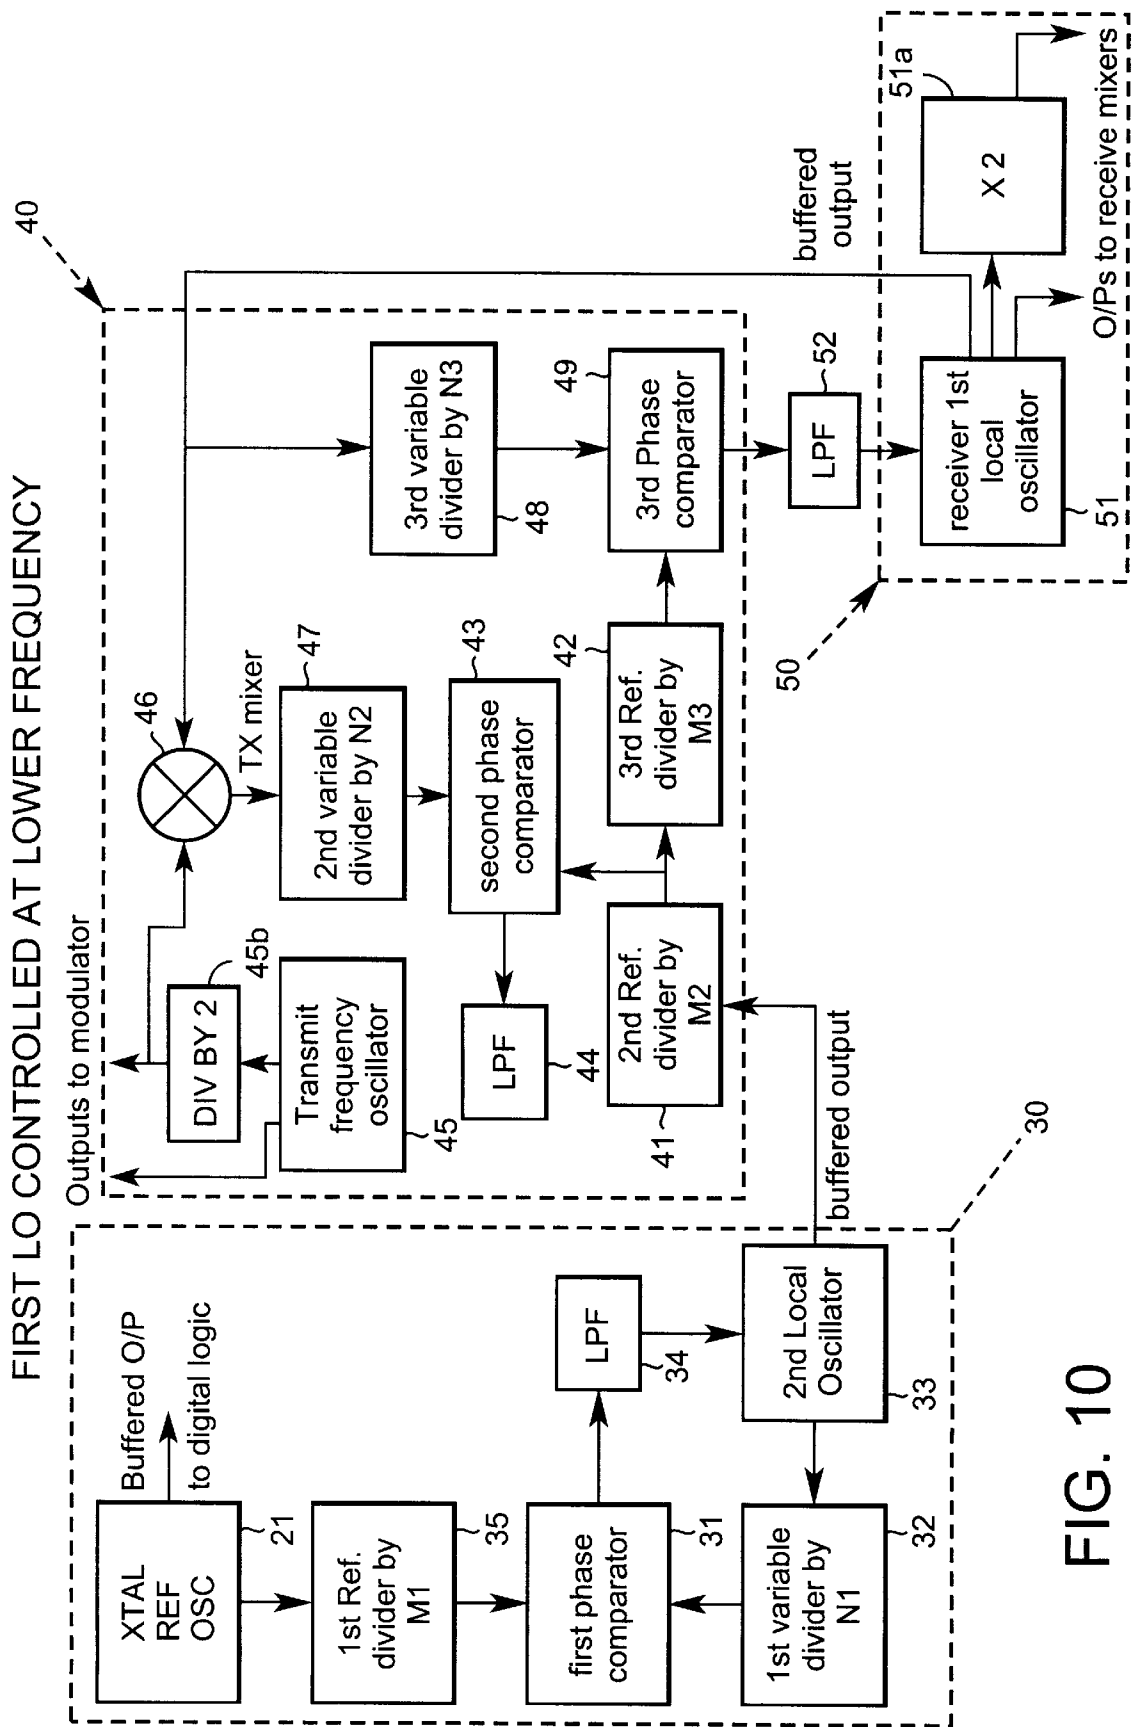 FIRST LO CONTROLLED AT LOWER FREQUENCY
XTAL
REF
OSC
21
Buffered O/P
to digital logic
1st Ref.
divider by
M1
35
first phase
comparator
31
1st variable
divider by
N1
32
LPF
34
2nd Local
Oscillator
33
30
buffered output
Outputs to modulator
DIV BY 2
45b
Transmit
frequency
oscillator
45
LPF
44
2nd Ref.
divider by
M2
41
46
TX mixer
2nd variable
divider by N2
47
second phase
comparator
43
3rd Ref.
divider by
M3
42
40
3rd variable
divider by N3
48
3rd Phase
comparator
49
LPF
52
buffered
output
50
receiver 1st
local
oscillator
51
X 2
51a
O/Ps to receive mixers
FIG. 10